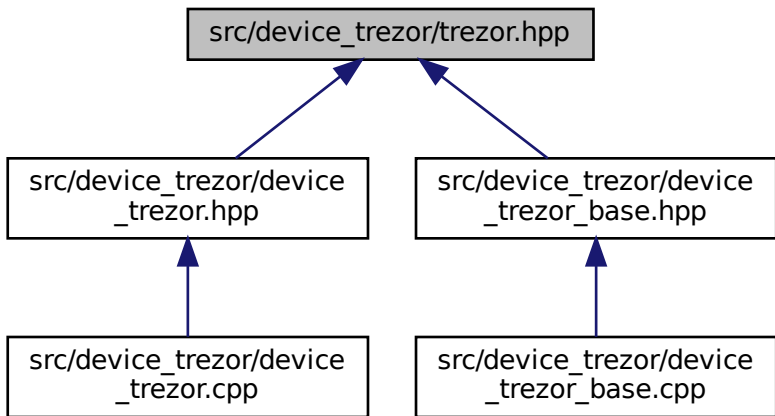 src/device_trezor/trezor.hpp
src/device_trezor/device
_trezor.hpp
src/device_trezor/device
_trezor_base.hpp
src/device_trezor/device
_trezor.cpp
src/device_trezor/device
_trezor_base.cpp